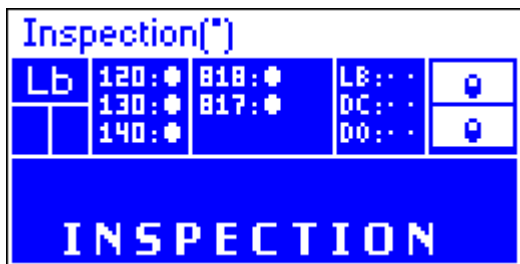 Inspection(")
Lb 120:● 818:● LB:··
130:● 817:● DC:··
140:● DO:··
INSPECTION